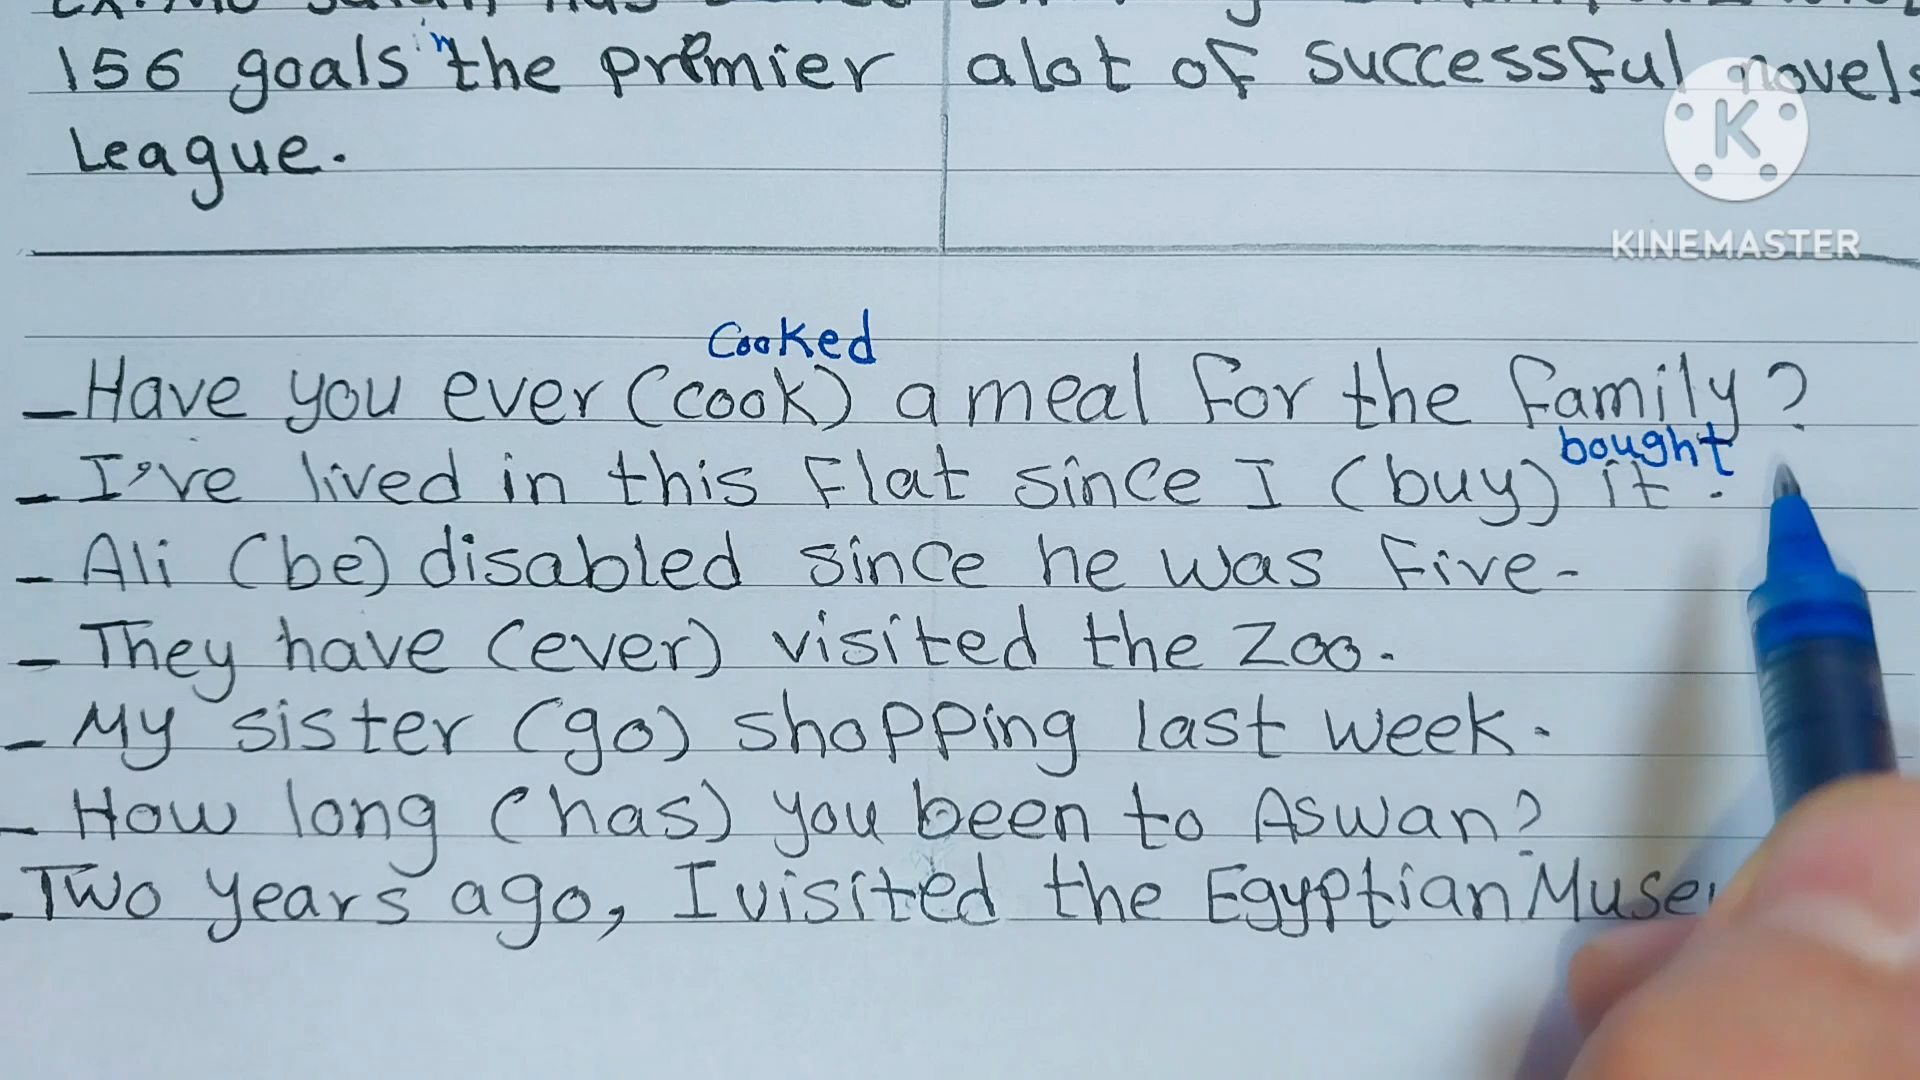 156 goals in the premier
League.
alot of successful novels
KINEMASTER
cooked
_ Have you ever (cook) a meal for the family?
bought
_ I've lived in this flat since I (buy) it.
_ Ali (be) disabled since he was five.
_ They have (ever) visited the zoo.
_ My sister (go) shopping last week.
_ How long (has) you been to Aswan?
_ Two years ago, I visited the Egyptian